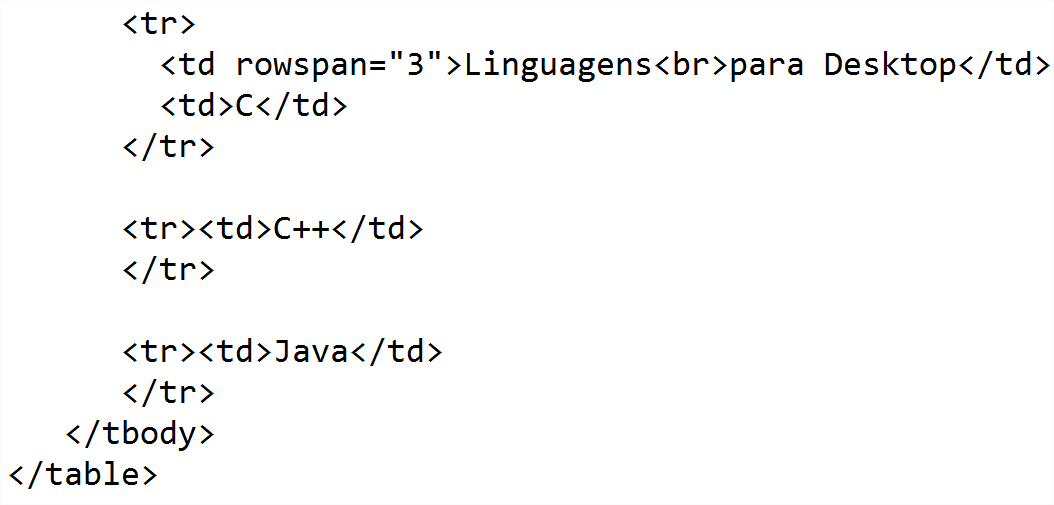 <tr>
<td rowspan="3">Linguagens<br>para Desktop</td>
<td>C</td>
</tr>
<tr><td>C++</td>
</tr>
<tr><td>Java</td>
</tr>
</tbody>
</table>